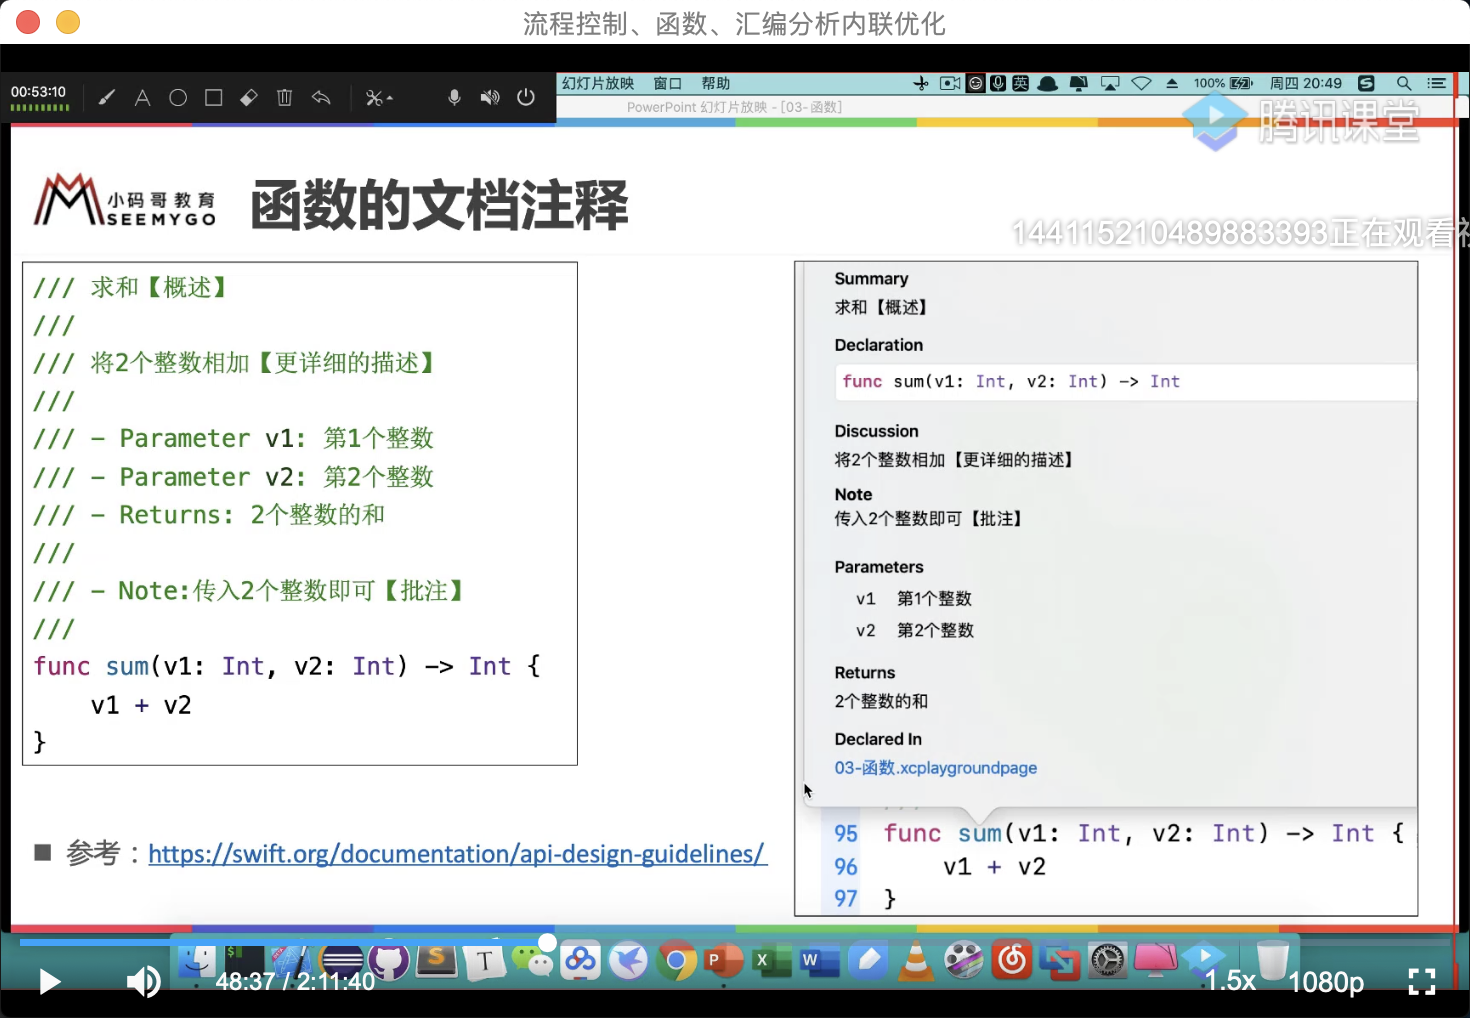 流程控制、函数、汇编分析内联优化
00:53:10
幻灯片放映 窗口 帮助
英
100%
周四 20:49
PowerPoint 幻灯片放映 - [03-函数]
腾讯课堂
小码哥教育
SEEMYGO
函数的文档注释
144115210489883393正在观看视
/// 求和【概述】
///
/// 将2个整数相加【更详细的描述】
///
/// - Parameter v1: 第1个整数
/// - Parameter v2: 第2个整数
/// - Returns: 2个整数的和
///
/// - Note:传入2个整数即可【批注】
///
func sum(v1: Int, v2: Int) -> Int {
v1 + v2
}
■ 参考：https://swift.org/documentation/api-design-guidelines/
Summary
求和【概述】
Declaration
func sum(v1: Int, v2: Int) -> Int
Discussion
将2个整数相加【更详细的描述】
Note
传入2个整数即可【批注】
Parameters
v1 第1个整数
v2 第2个整数
Returns
2个整数的和
Declared In
03-函数.xcplaygroundpage
95 func sum(v1: Int, v2: Int) -> Int {
96 v1 + v2
97 }
48:37 / 2:11:40
1.5x
1080p